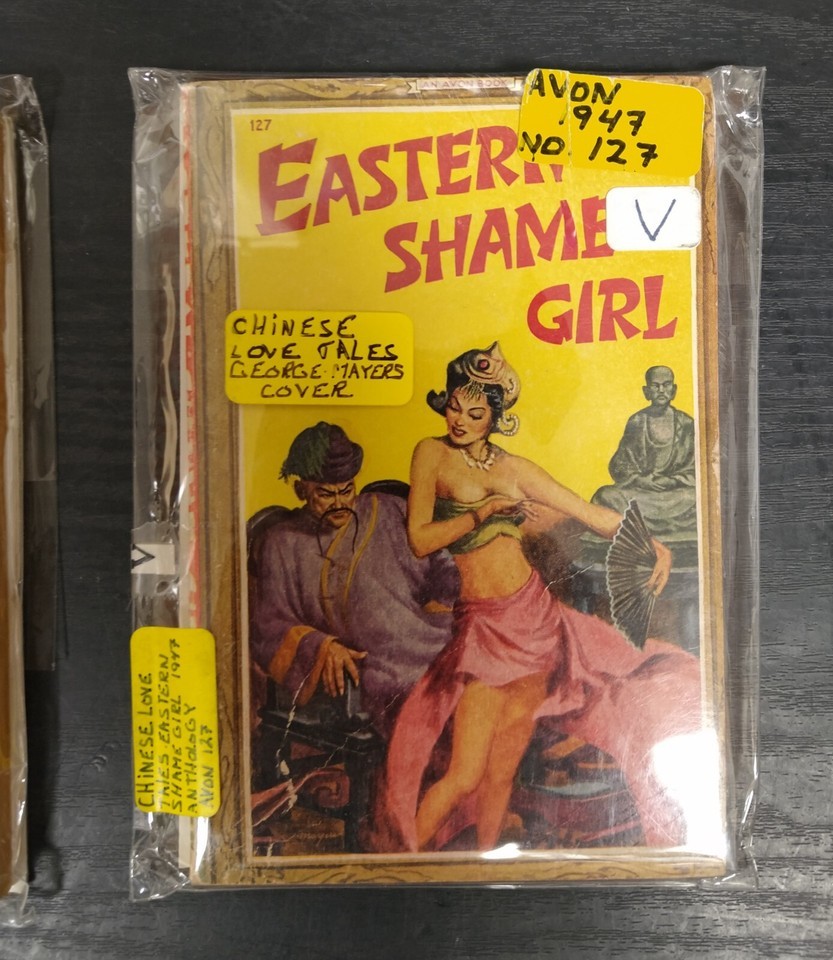 AN AVON BOOK
127
EASTERN
SHAME
GIRL
AVON
1947
NO. 127
V
CHINESE
LOVE TALES
GEORGE MAYERS
COVER
V
CHINESE LOVE
TALES-EASTERN
SHAME GIRL 1947
ANTHOLOGY
AVON 127